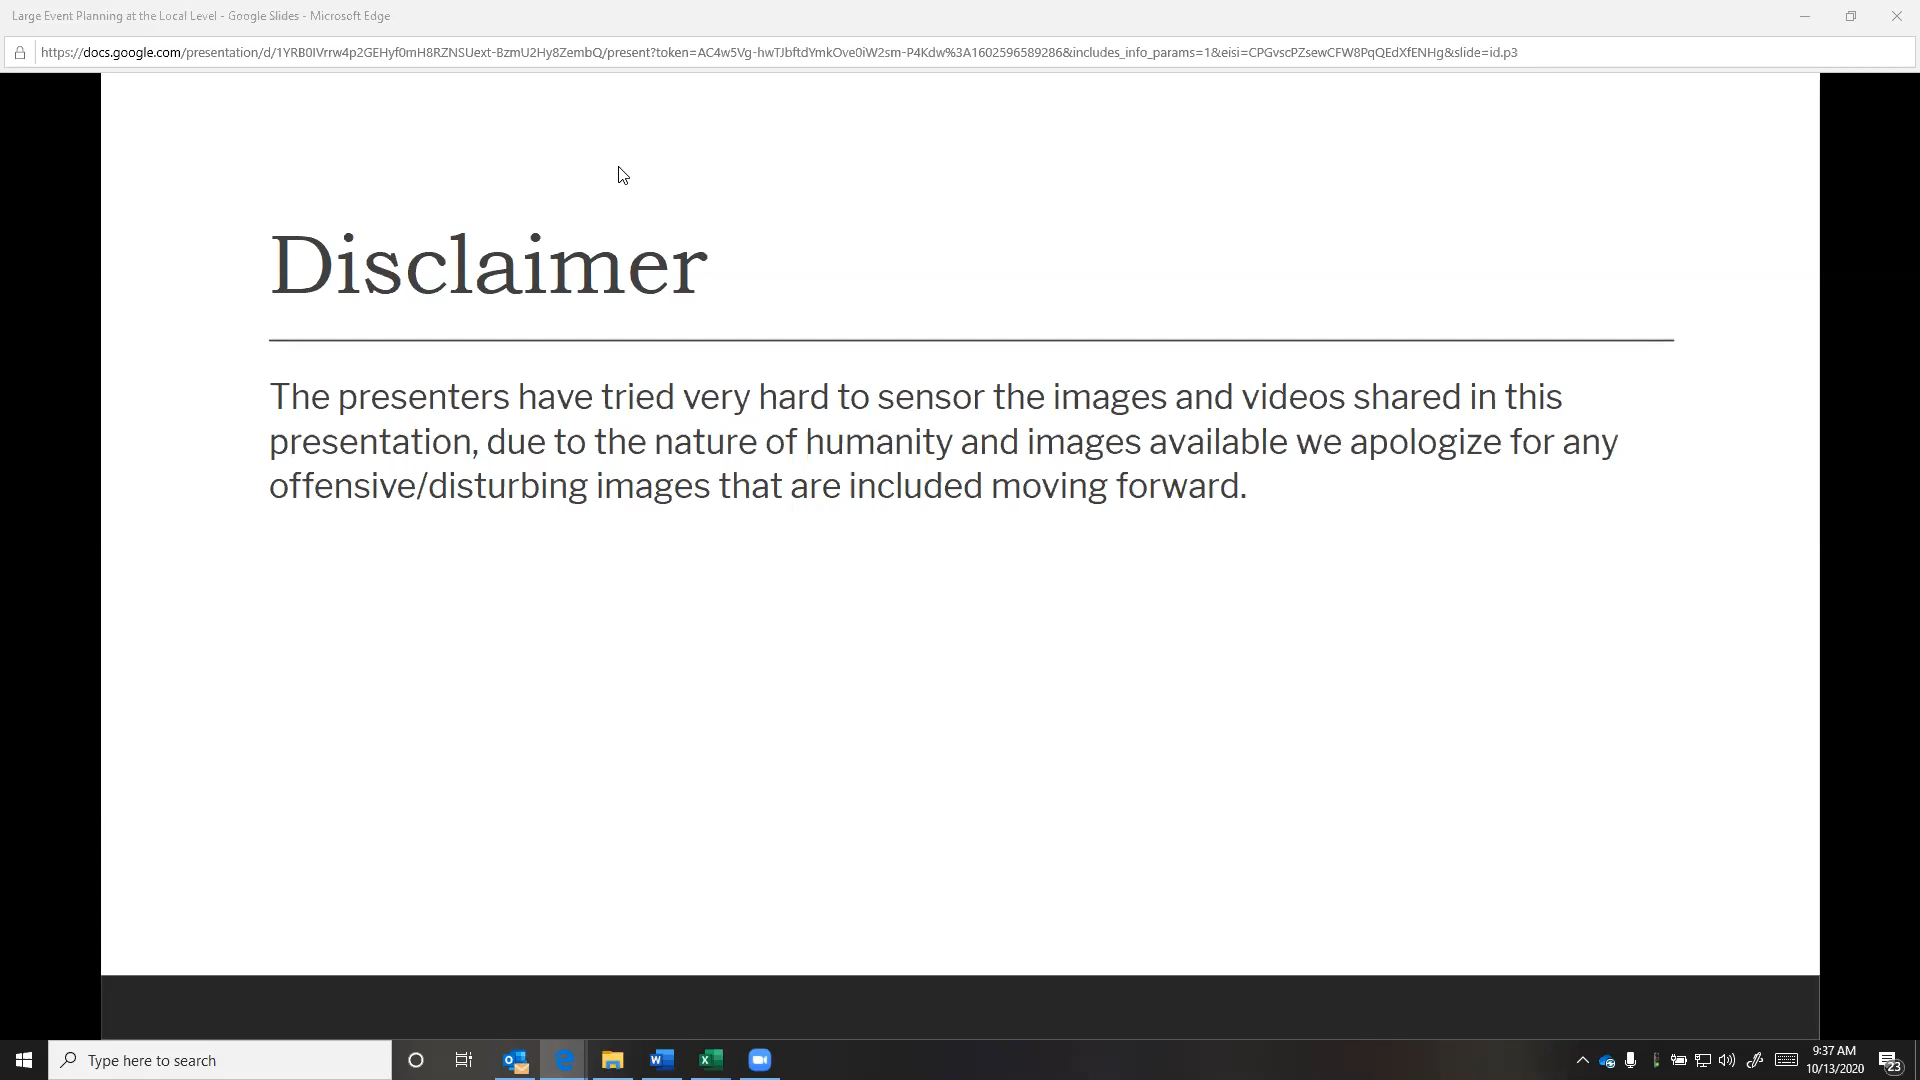 Large Event Planning at the Local Level - Google Slides - Microsoft Edge
https://docs.google.com/presentation/d/1YRB0IVrrw4p2GEHyf0mH8RZNSUext-BzmU2Hy8ZembQ/present?token=AC4w5Vg-hwTJbftdYmkOve0iW2sm-P4Kdw%3A1602596589286&includes_info_params=1&eisi=CPGvscPZsewCFW8PqQEdXfENHg&slide=id.p3
Disclaimer
The presenters have tried very hard to sensor the images and videos shared in this
presentation, due to the nature of humanity and images available we apologize for any
offensive/disturbing images that are included moving forward.
Type here to search
9:37 AM
10/13/2020
23